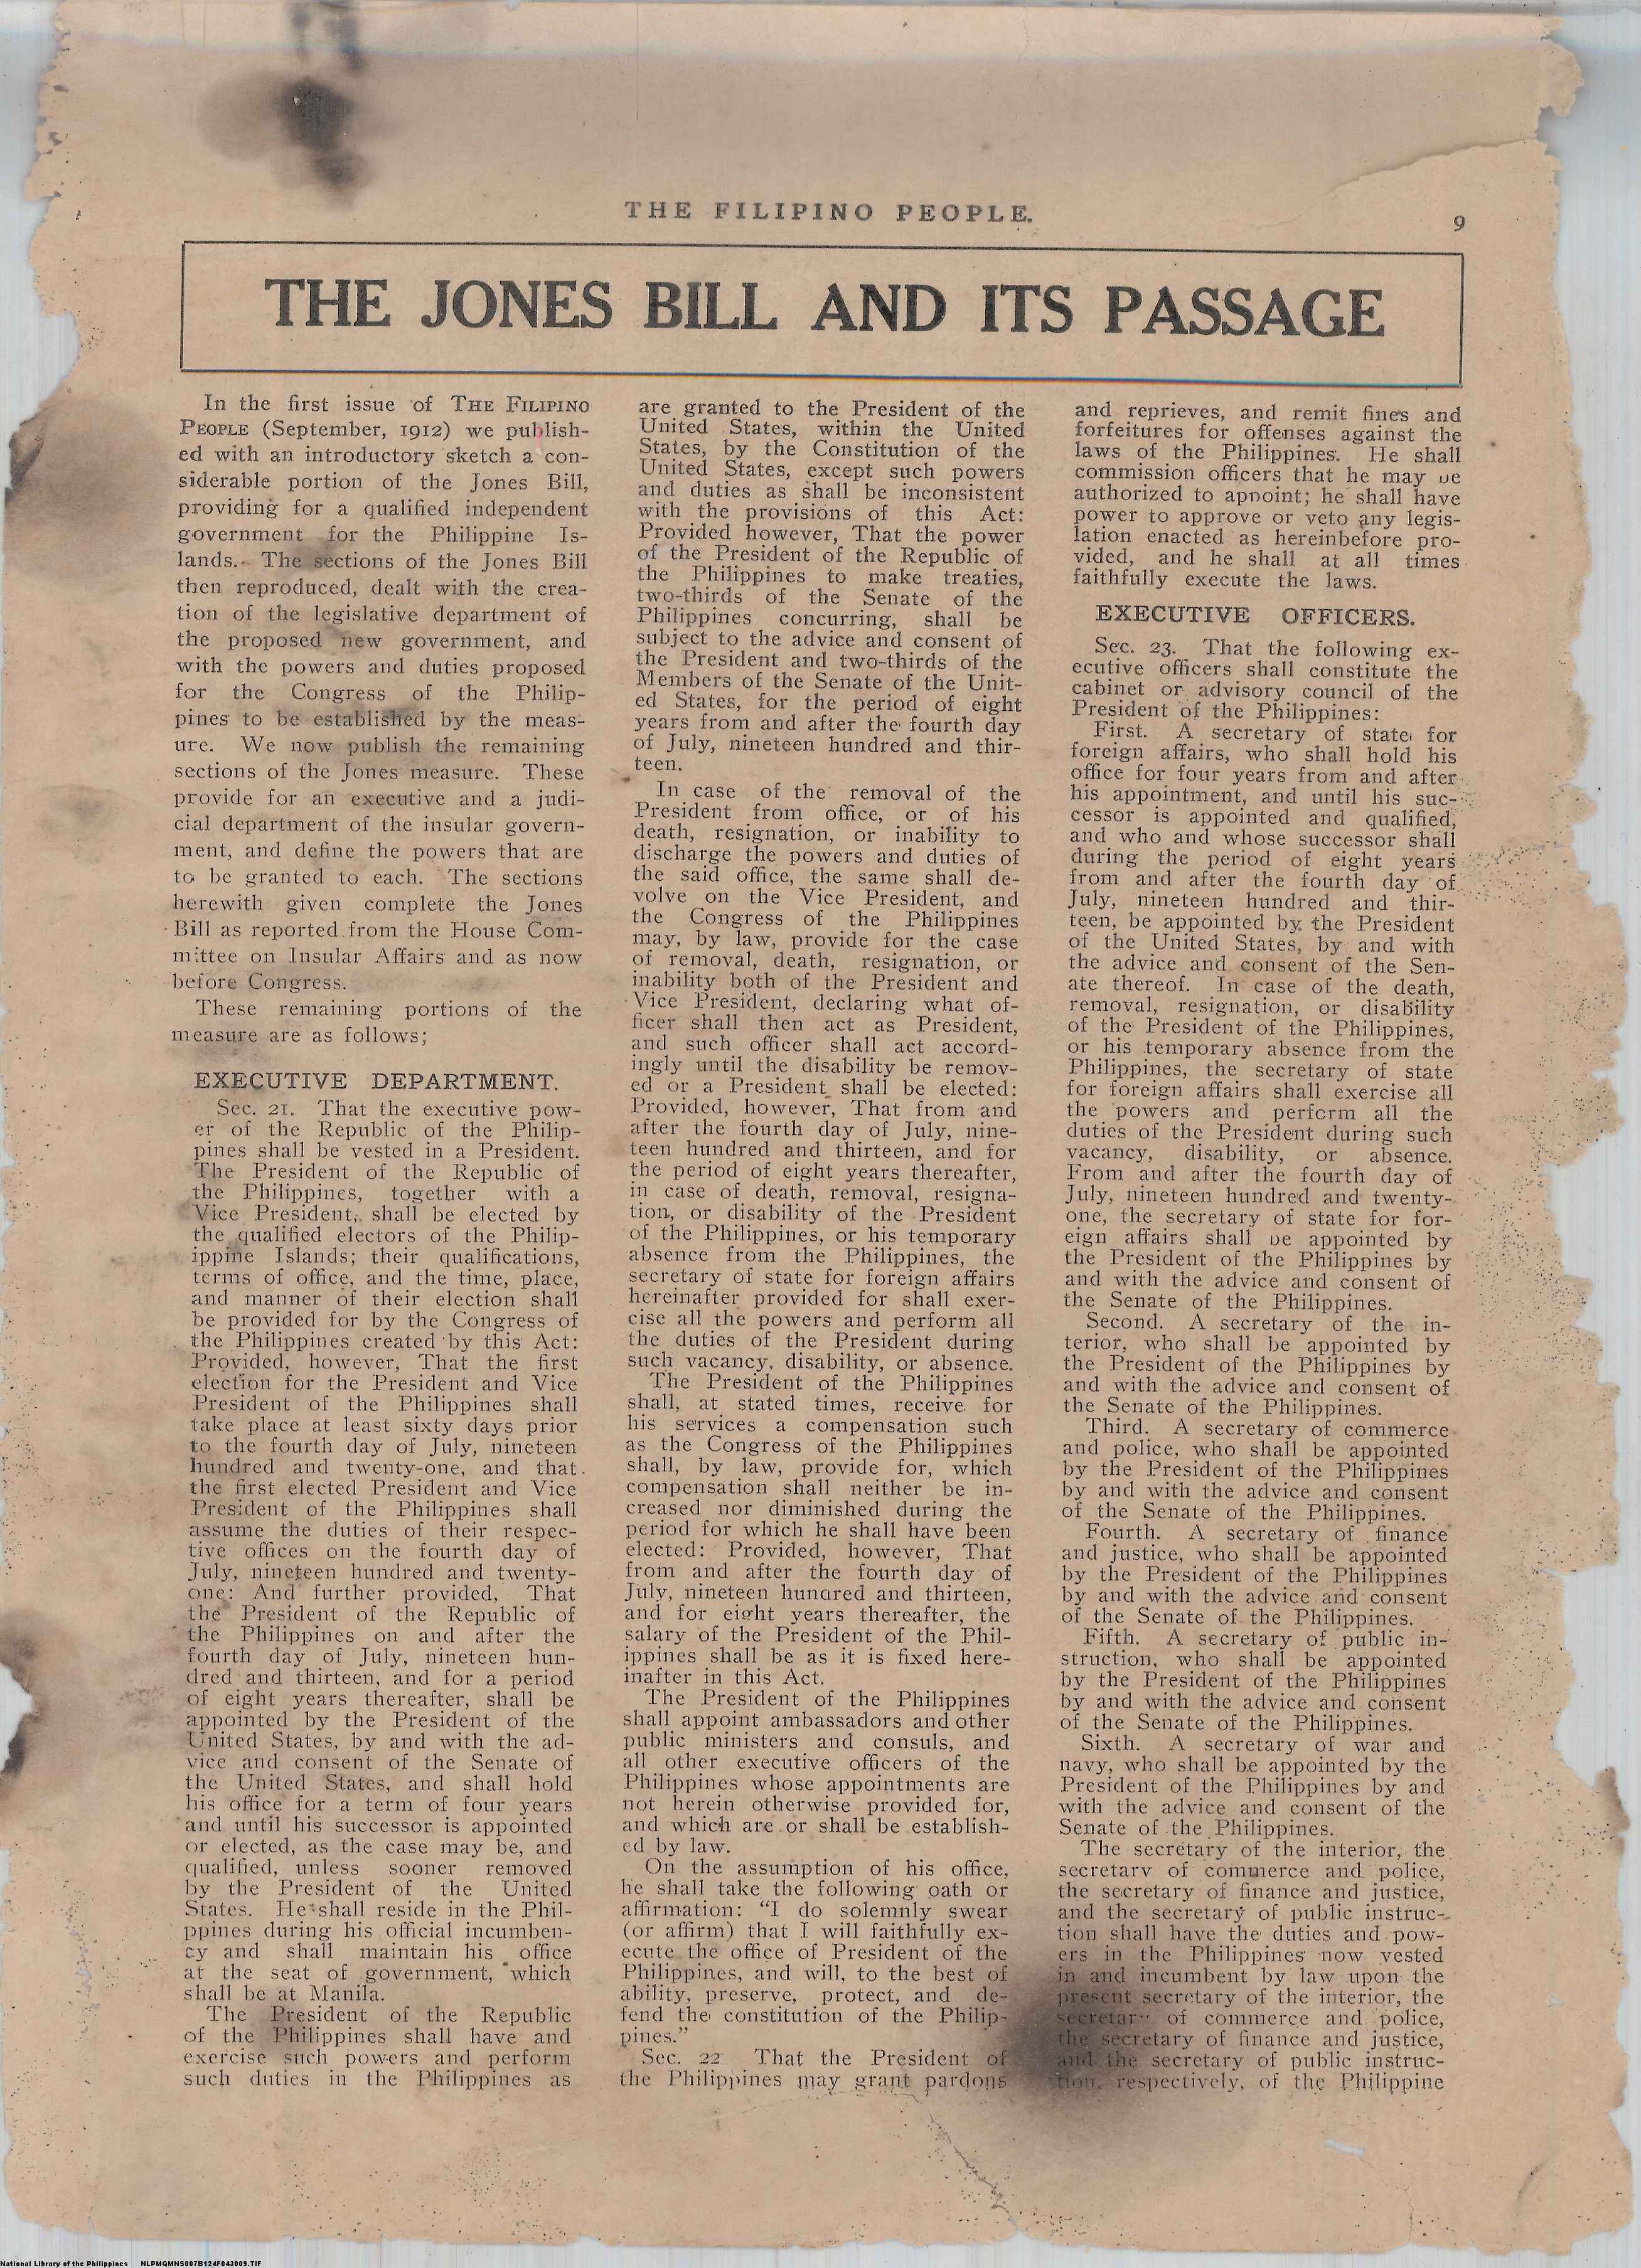 THE FILIPINO PEOPLE.
9
THE JONES BILL AND ITS PASSAGE
In the first issue of THE FILIPINO
PEOPLE (September, 1912) we publish-
ed with an introductory sketch a con-
siderable portion of the Jones Bill,
providing for a qualified independent
government for the Philippine Is-
lands. The sections of the Jones Bill
then reproduced, dealt with the crea-
tion of the legislative department of
the proposed new government, and
with the powers and duties proposed
for the Congress of the Philip-
pines to be established by the meas-
ure. We now publish the remaining
sections of the Jones measure. These
provide for an executive and a judi-
cial department of the insular govern-
ment, and define the powers that are
to be granted to each. The sections
herewith given complete the Jones
Bill as reported from the House Com-
mittee on Insular Affairs and as now
before Congress.
These remaining portions of the
measure are as follows;
EXECUTIVE DEPARTMENT.
Sec. 21. That the executive pow-
er of the Republic of the Philip-
pines shall be vested in a President.
The President of the Republic of
the Philippines, together with a
Vice President, shall be elected by
the qualified electors of the Philip-
ippine Islands; their qualifications,
terms of office, and the time, place,
and manner of their election shall
be provided for by the Congress of
the Philippines created by this Act:
Provided, however, That the first
election for the President and Vice
President of the Philippines shall
take place at least sixty days prior
to the fourth day of July, nineteen
hundred and twenty-one, and that
the first elected President and Vice
President of the Philippines shall
assume the duties of their respec-
tive offices on the fourth day of
July, nineteen hundred and twenty-
one: And further provided, That
the President of the Republic of
the Philippines on and after the
fourth day of July, nineteen hun-
dred and thirteen, and for a period
of eight years thereafter, shall be
appointed by the President of the
United States, by and with the ad-
vice and consent of the Senate of
the United States, and shall hold
his office for a term of four years
and until his successor is appointed
or elected, as the case may be, and
qualified, unless sooner removed
by the President of the United
States. He shall reside in the Phil-
ppines during his official incumben-
cy and shall maintain his office
at the seat of government, which
shall be at Manila.
The President of the Republic
of the Philippines shall have and
exercise such powers and perform
such duties in the Philippines as
are granted to the President of the
United States, within the United
States, by the Constitution of the
United States, except such powers
and duties as shall be inconsistent
with the provisions of this Act:
Provided however, That the power
of the President of the Republic of
the Philippines to make treaties,
two-thirds of the Senate of the
Philippines concurring, shall be
subject to the advice and consent of
the President and two-thirds of the
Members of the Senate of the Unit-
ed States, for the period of eight
years from and after the fourth day
of July, nineteen hundred and thir-
teen.
In case of the removal of the
President from office, or of his
death, resignation, or inability to
discharge the powers and duties of
the said office, the same shall de-
volve on the Vice President, and
the Congress of the Philippines
may, by law, provide for the case
of removal, death, resignation, or
inability both of the President and
Vice President, declaring what of-
ficer shall then act as President,
and such officer shall act accord-
ingly until the disability be remov-
ed or a President shall be elected:
Provided, however, That from and
after the fourth day of July, nine-
teen hundred and thirteen, and for
the period of eight years thereafter,
in case of death, removal, resigna-
tion, or disability of the President
of the Philippines, or his temporary
absence from the Philippines, the
secretary of state for foreign affairs
hereinafter provided for shall exer-
cise all the powers and perform all
the duties of the President during
such vacancy, disability, or absence.
The President of the Philippines
shall, at stated times, receive for
his services a compensation such
as the Congress of the Philippines
shall, by law, provide for, which
compensation shall neither be in-
creased nor diminished during the
period for which he shall have been
elected: Provided, however, That
from and after the fourth day of
July, nineteen hundred and thirteen,
and for eight years thereafter, the
salary of the President of the Phil-
ippines shall be as it is fixed here-
inafter in this Act.
The President of the Philippines
shall appoint ambassadors and other
public ministers and consuls, and
all other executive officers of the
Philippines whose appointments are
not herein otherwise provided for,
and which are or shall be establish-
ed by law.
On the assumption of his office,
he shall take the following oath or
affirmation: "I do solemnly swear
(or affirm) that I will faithfully ex-
ecute the office of President of the
Philippines, and will, to the best of
ability, preserve, protect, and de-
fend the constitution of the Philip-
pines."
Sec. 22 That the President of
the Philippines may grant pardons
and reprieves, and remit fines and
forfeitures for offenses against the
laws of the Philippines. He shall
commission officers that he may be
authorized to appoint; he shall have
power to approve or veto any legis-
lation enacted as hereinbefore pro-
vided, and he shall at all times
faithfully execute the laws.
EXECUTIVE OFFICERS.
Sec. 23. That the following ex-
ecutive officers shall constitute the
cabinet or advisory council of the
President of the Philippines:
First. A secretary of state for
foreign affairs, who shall hold his
office for four years from and after
his appointment, and until his suc-
cessor is appointed and qualified,
and who and whose successor shall
during the period of eight years
from and after the fourth day of
July, nineteen hundred and thir-
teen, be appointed by the President
of the United States, by and with
the advice and consent of the Sen-
ate thereof. In case of the death,
removal, resignation, or disability
of the President of the Philippines,
or his temporary absence from the
Philippines, the secretary of state
for foreign affairs shall exercise all
the powers and perform all the
duties of the President during such
vacancy, disability, or absence.
From and after the fourth day of
July, nineteen hundred and twenty-
one, the secretary of state for for-
eign affairs shall be appointed by
the President of the Philippines by
and with the advice and consent of
the Senate of the Philippines.
Second. A secretary of the in-
terior, who shall be appointed by
the President of the Philippines by
and with the advice and consent of
the Senate of the Philippines.
Third. A secretary of commerce
and police, who shall be appointed
by the President of the Philippines
by and with the advice and consent
of the Senate of the Philippines.
Fourth. A secretary of finance
and justice, who shall be appointed
by the President of the Philippines
by and with the advice and consent
of the Senate of the Philippines.
Fifth. A secretary of public in-
struction, who shall be appointed
by the President of the Philippines
by and with the advice and consent
of the Senate of the Philippines.
Sixth. A secretary of war and
navy, who shall be appointed by the
President of the Philippines by and
with the advice and consent of the
Senate of the Philippines.
The secretary of the interior, the
secretary of commerce and police,
the secretary of finance and justice,
and the secretary of public instruc-
tion shall have the duties and pow-
ers in the Philippines now vested
in and incumbent by law upon the
present secretary of the interior, the
secretary of commerce and police,
the secretary of finance and justice,
and the secretary of public instruc-
tion, respectively, of the Philippine
National Library of the Philippines NLPMQMNS007B124F043009.TIF